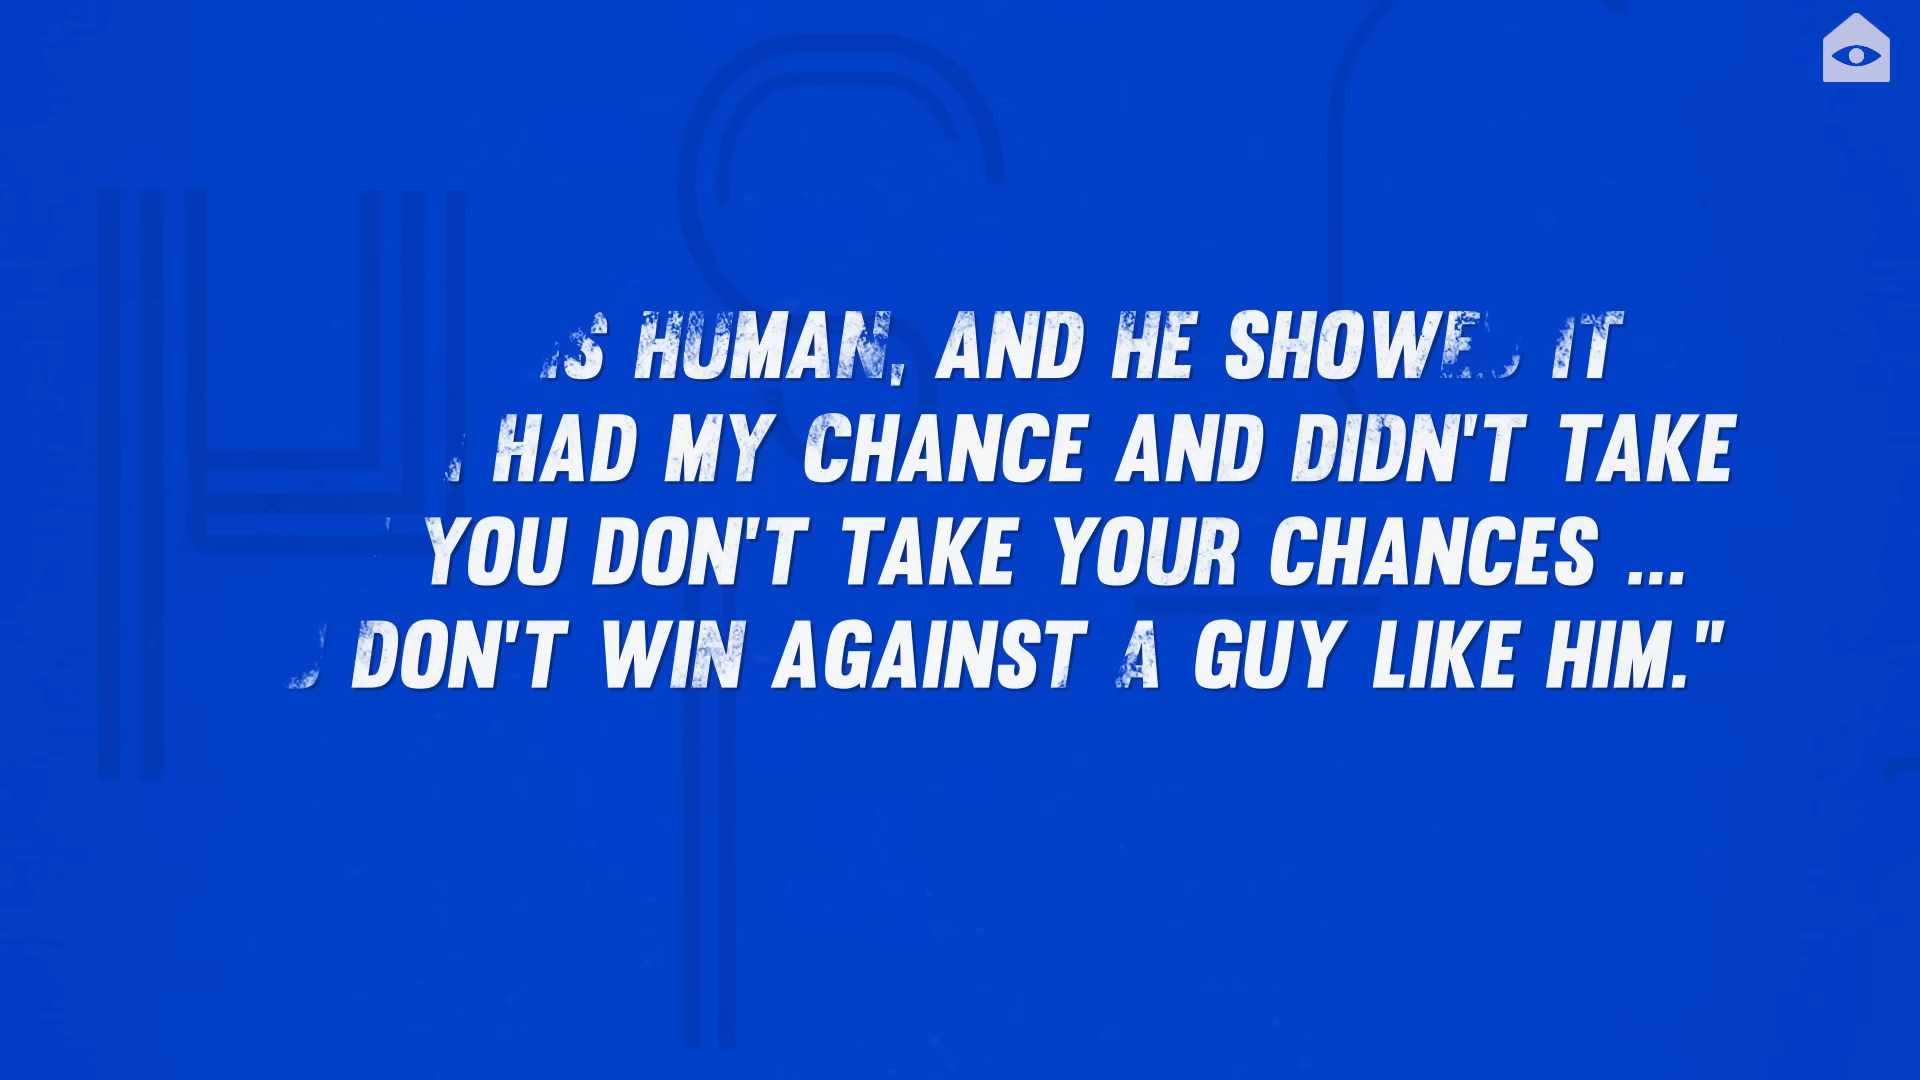 IS HUMAN, AND HE SHOWED IT
HAD MY CHANCE AND DIDN'T TAKE
YOU DON'T TAKE YOUR CHANCES ...
DON'T WIN AGAINST A GUY LIKE HIM."